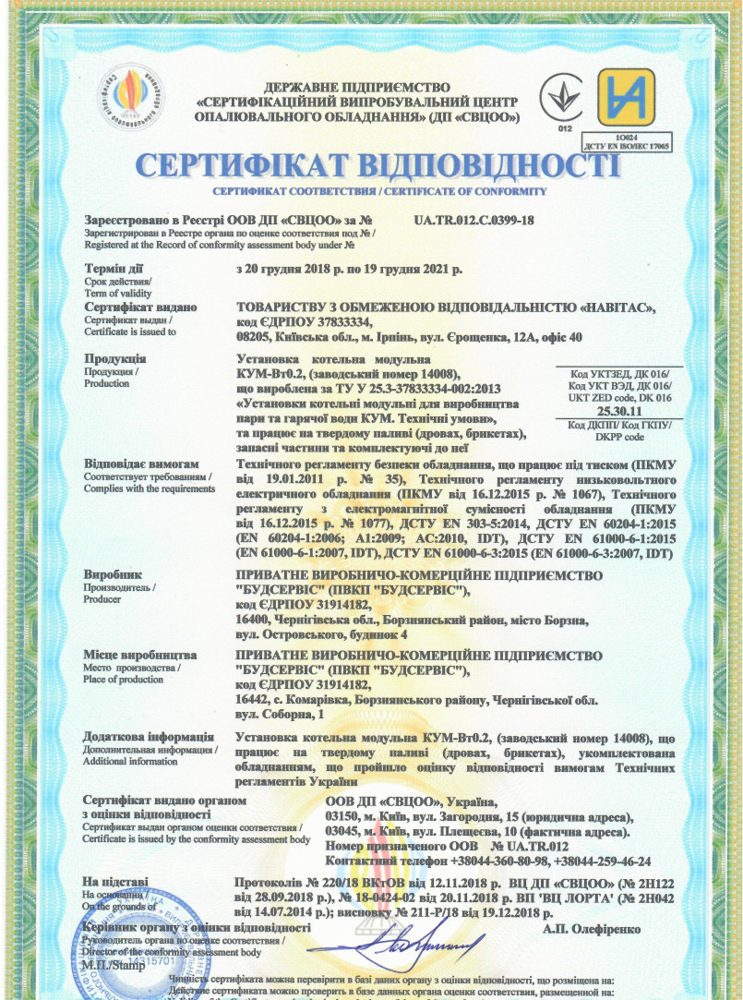 ДЕРЖАВНЕ ПІДПРИЄМСТВО
«СЕРТИФІКАЦІЙНИЙ ВИПРОБУВАЛЬНИЙ ЦЕНТР
ОПАЛЮВАЛЬНОГО ОБЛАДНАННЯ» (ДП «СВЦОО»)
012
1О024
ДСТУ EN ISO/IEC 17065
СЕРТИФІКАТ ВІДПОВІДНОСТІ
СЕРТИФИКАТ СООТВЕТСТВИЯ / CERTIFICATE OF CONFORMITY
Зареєстровано в Реєстрі ООВ ДП «СВЦОО» за № UA.TR.012.C.0399-18
Зарегистрирован в Реестре органа по оценке соответствия под № /
Registered at the Record of conformity assessment body under №
Термін дії з 20 грудня 2018 р. по 19 грудня 2021 р.
Срок действия/
Term of validity
Сертифікат видано ТОВАРИСТВУ З ОБМЕЖЕНОЮ ВІДПОВІДАЛЬНІСТЮ «НАВІТАС»,
Сертификат выдан / код ЄДРПОУ 37833334,
Certificate is issued to 08205, Київська обл., м. Ірпінь, вул. Єрощенка, 12А, офіс 40
Продукція Установка котельна модульна
Продукция / КУМ-Вт0.2, (заводський номер 14008),
Production що вироблена за ТУ У 25.3-37833334-002:2013
«Установки котельні модульні для виробництва
пари та гарячої води КУМ. Технічні умови»,
та працює на твердому паливі (дровах, брикетах),
запасні частини та комплектуючі до неї
Код УКТЗЕД, ДК 016/
Код УКТ ВЭД, ДК 016/
UKT ZED code, DK 016
25.30.11
Код ДКПП/ Код ГКПУ/
DKPP code
Відповідає вимогам Технічного регламенту безпеки обладнання, що працює під тиском (ПКМУ
Соответствует требованиям / від 19.01.2011 р. № 35), Технічного регламенту низьковольтного
Complies with the requirements електричного обладнання (ПКМУ від 16.12.2015 р. № 1067), Технічного
регламенту з електромагнітної сумісності обладнання (ПКМУ
від 16.12.2015 р. № 1077), ДСТУ EN 303-5:2014, ДСТУ EN 60204-1:2015
(EN 60204-1:2006; A1:2009; AC:2010, IDT), ДСТУ EN 61000-6-1:2015
(EN 61000-6-1:2007, IDT), ДСТУ EN 61000-6-3:2015 (EN 61000-6-3:2007, IDT)
Виробник ПРИВАТНЕ ВИРОБНИЧО-КОМЕРЦІЙНЕ ПІДПРИЄМСТВО
Производитель / "БУДСЕРВІС" (ПВКП "БУДСЕРВІС"),
Producer код ЄДРПОУ 31914182,
16400, Чернігівська обл., Борзнянський район, місто Борзна,
вул. Островського, будинок 4
Місце виробництва ПРИВАТНЕ ВИРОБНИЧО-КОМЕРЦІЙНЕ ПІДПРИЄМСТВО
Место производства / "БУДСЕРВІС" (ПВКП "БУДСЕРВІС"),
Place of production код ЄДРПОУ 31914182,
16442, с. Комарівка, Борзнянського району, Чернігівської обл.
вул. Соборна, 1
Додаткова інформація Установка котельна модульна КУМ-Вт0.2, (заводський номер 14008), що
Дополнительная информация / працює на твердому паливі (дровах, брикетах), укомплектована
Additional information обладнанням, що пройшло оцінку відповідності вимогам Технічних
регламентів України
Сертифікат видано органом ООВ ДП «СВЦОО», Україна,
з оцінки відповідності 03150, м. Київ, вул. Загородня, 15 (юридична адреса),
Сертификат выдан органом оценки соответствия / 03045, м. Київ, вул. Плещеєва, 10 (фактична адреса).
Certificate is issued by the conformity assessment body Номер призначеного ООВ № UA.TR.012
Контактний телефон +38044-360-80-98, +38044-259-46-24
На підставі Протоколів № 220/18 ВКтОВ від 12.11.2018 р. ВЦ ДП «СВЦОО» (№ 2Н122
На основании / від 28.09.2018 р.), № 18-0424-02 від 20.11.2018 р. ВП 'ВЦ ЛОРТА' (№ 2Н042
On the grounds of від 14.07.2014 р.); висновку № 211-Р/18 від 19.12.2018 р.
Керівник органу з оцінки відповідності А.П. Олефіренко
Руководитель органа по оценке соответствия /
Director of the conformity assessment body
М.П./Stamp
14315701
Чинність сертифіката можна перевірити в базі даних органу з оцінки відповідності, що розміщена на:
Действие сертификата можно проверить в базе данных органа оценки соответствия, размещенной на: